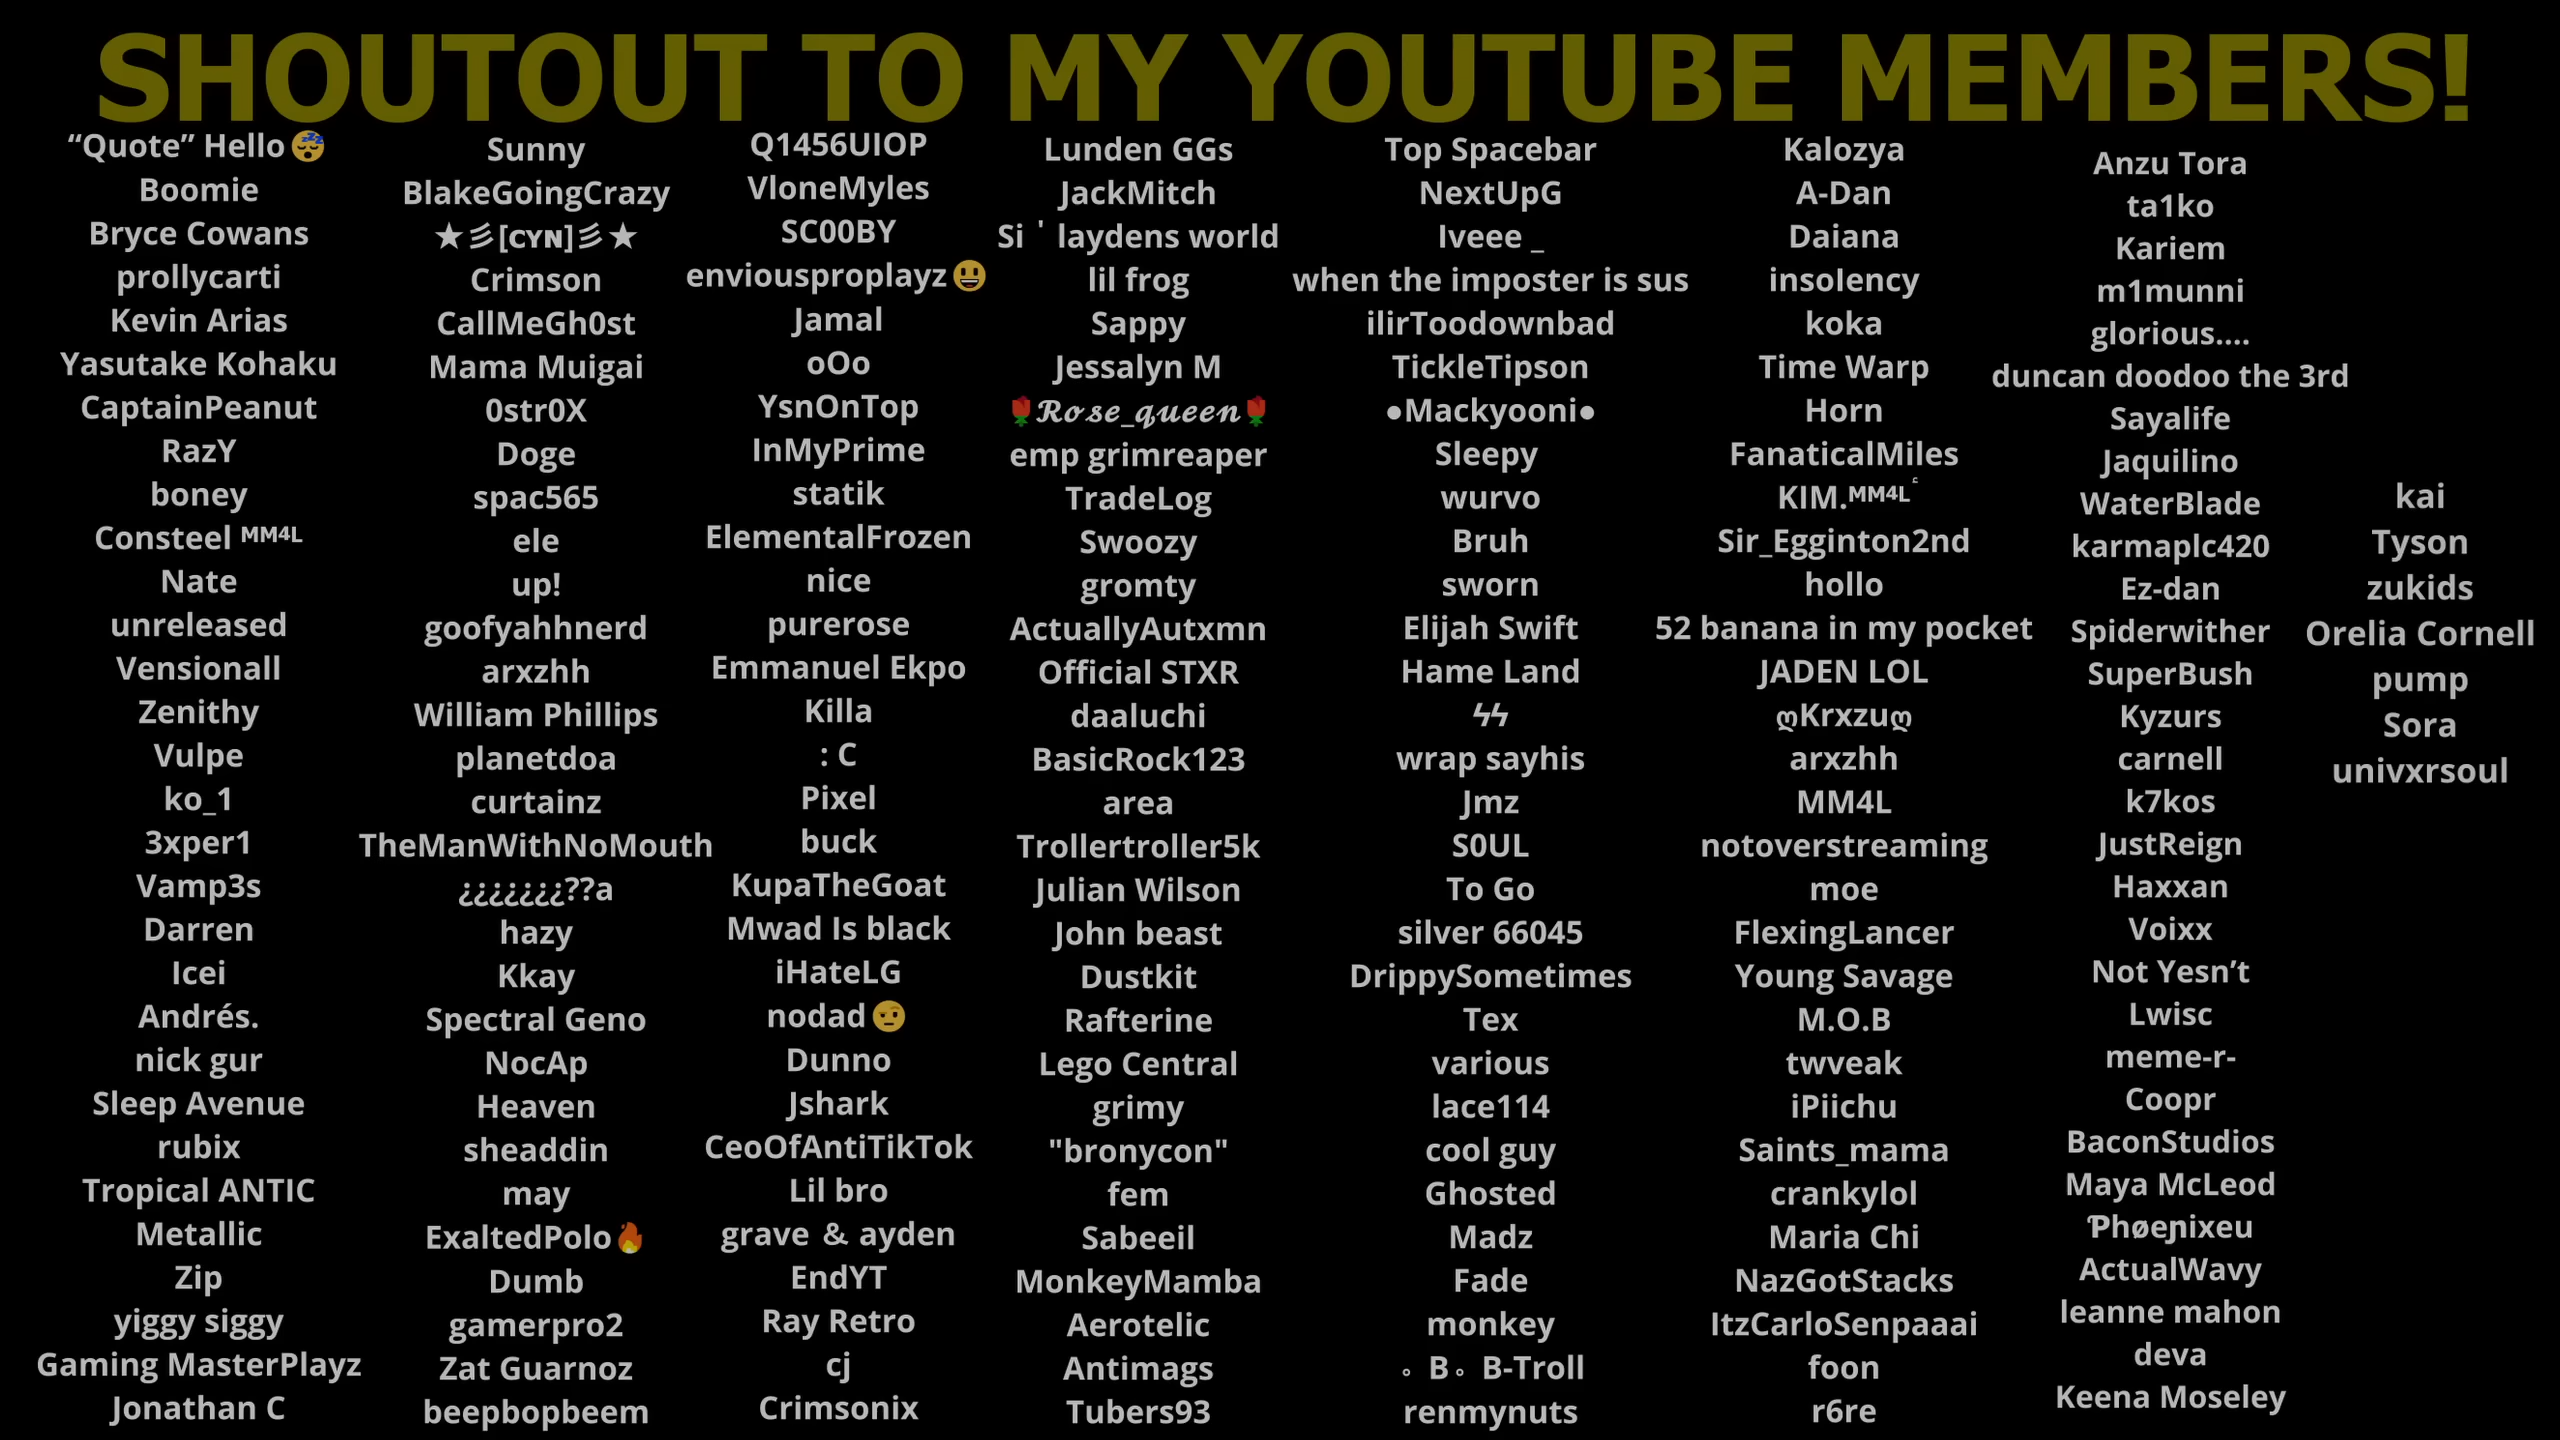 SHOUTOUT TO MY YOUTUBE MEMBERS!
“Quote” Hello😴
Boomie
Bryce Cowans
prollycarti
Kevin Arias
Yasutake Kohaku
CaptainPeanut
RazY
boney
Consteel ᴹᴹ⁴ᴸ
Nate
unreleased
Vensionall
Zenithy
Vulpe
ko_1
3xper1
Vamp3s
Darren
Icei
Andrés.
nick gur
Sleep Avenue
rubix
Tropical ANTIC
Metallic
Zip
yiggy siggy
Gaming MasterPlayz
Jonathan C
Sunny
BlakeGoingCrazy
★彡[ᴄʏɴ]彡★
Crimson
CallMeGh0st
Mama Muigai
0str0X
Doge
spac565
ele
up!
goofyahhnerd
arxzhh
William Phillips
planetdoa
curtainz
TheManWithNoMouth
¿¿¿¿¿¿¿??a
hazy
Kkay
Spectral Geno
NocAp
Heaven
sheaddin
may
ExaltedPolo🔥
Dumb
gamerpro2
Zat Guarnoz
beepbopbeem
Q1456UIOP
VloneMyles
SC00BY
enviousproplayz😃
Jamal
oOo
YsnOnTop
InMyPrime
statik
ElementalFrozen
nice
purerose
Emmanuel Ekpo
Killa
: C
Pixel
buck
KupaTheGoat
Mwad Is black
iHateLG
nodad🤨
Dunno
Jshark
CeoOfAntiTikTok
Lil bro
grave & ayden
EndYT
Ray Retro
cj
Crimsonix
Lunden GGs
JackMitch
Si ' laydens world
lil frog
Sappy
Jessalyn M
🌹𝓡𝓸𝓼𝓮_𝓺𝓾𝓮𝓮𝓷🌹
emp grimreaper
TradeLog
Swoozy
gromty
ActuallyAutxmn
Official STXR
daaluchi
BasicRock123
area
Trollertroller5k
Julian Wilson
John beast
Dustkit
Rafterine
Lego Central
grimy
"bronycon"
fem
Sabeeil
MonkeyMamba
Aerotelic
Antimags
Tubers93
Top Spacebar
NextUpG
Iveee _
when the imposter is sus
ilirToodownbad
TickleTipson
●Mackyooni●
Sleepy
wurvo
Bruh
sworn
Elijah Swift
Hame Land
ϟϟ
wrap sayhis
Jmz
S0UL
To Go
silver 66045
DrippySometimes
Tex
various
lace114
cool guy
Ghosted
Madz
Fade
monkey
。B。B-Troll
renmynuts
Kalozya
A-Dan
Daiana
insolency
koka
Time Warp
Horn
FanaticalMiles
KIM.ᴹᴹ⁴ᴸ ͑
Sir_Egginton2nd
hollo
52 banana in my pocket
JADEN LOL
ღKrxzuღ
arxzhh
MM4L
notoverstreaming
moe
FlexingLancer
Young Savage
M.O.B
twveak
iPiichu
Saints_mama
crankylol
Maria Chi
NazGotStacks
ItzCarloSenpaaai
foon
r6re
Anzu Tora
ta1ko
Kariem
m1munni
glorious....
duncan doodoo the 3rd
Sayalife
Jaquilino
WaterBlade
karmaplc420
Ez-dan
Spiderwither
SuperBush
Kyzurs
carnell
k7kos
JustReign
Haxxan
Voixx
Not Yesn’t
Lwisc
meme-r-
Coopr
BaconStudios
Maya McLeod
Ƥhøeɲixeu
ActualWavy
leanne mahon
deva
Keena Moseley
kai
Tyson
zukids
Orelia Cornell
pump
Sora
univxrsoul